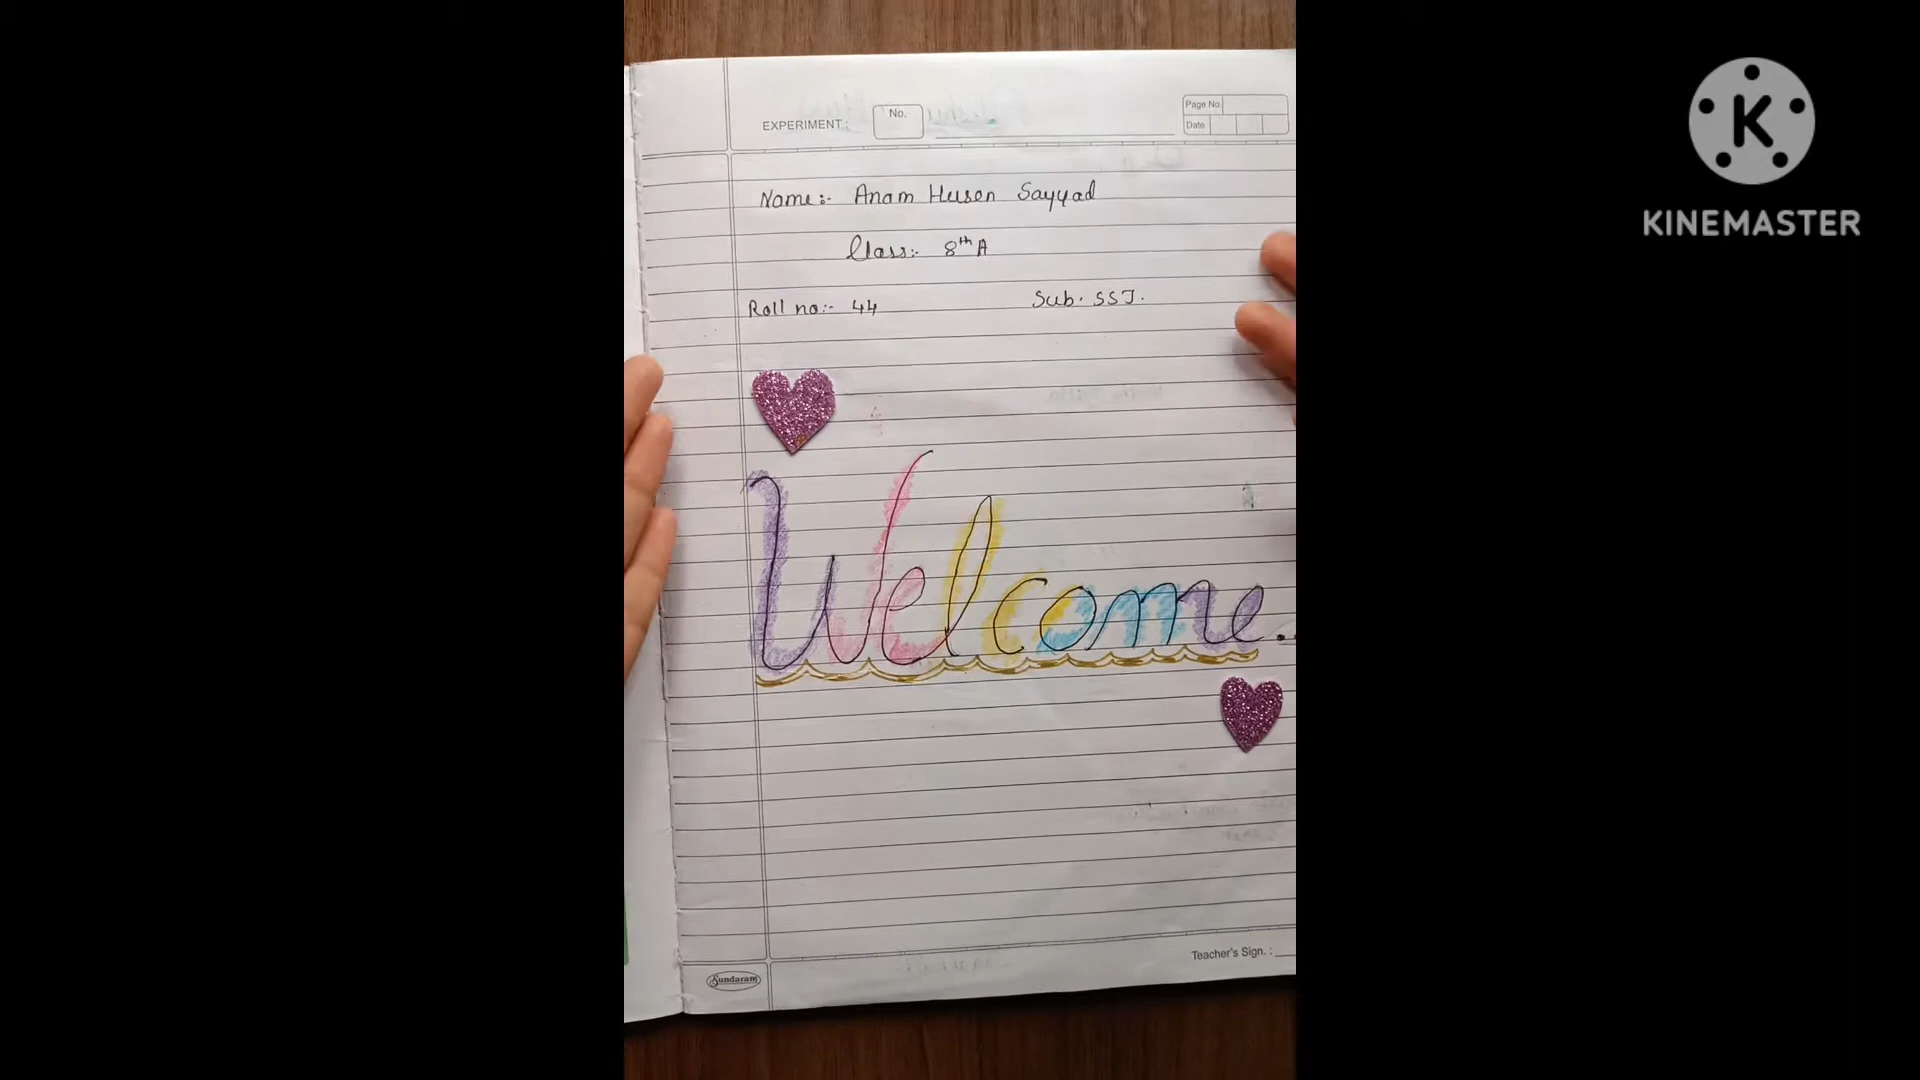 EXPERIMENT : No.
Page No.
Date
Name:- Anam Husen Sayyad
Class:- 8th A
Roll no:- 44 Sub. SSJ.
Welcome..
Teacher's Sign. :
Sundaram
K
KINEMASTER